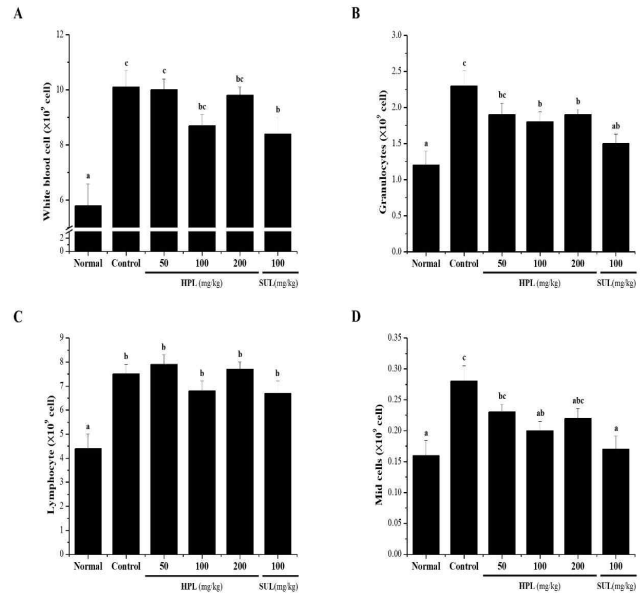 A
White blood cell (×10⁹ cell)
12
10
8
6
2
0
a
c
c
bc
bc
b
Normal
Control
50
100
200
100
HPL (mg/kg)
SUL(mg/kg)
B
Granulocytes (×10⁹ cell)
3.0
2.5
2.0
1.5
1.0
0.5
0.0
a
c
bc
b
b
ab
Normal
Control
50
100
200
100
HPL (mg/kg)
SUL(mg/kg)
C
Lymphocyte (×10⁹ cell)
9
8
7
6
5
4
3
2
1
0
a
b
b
b
b
b
Normal
Control
50
100
200
100
HPL (mg/kg)
SUL (mg/kg)
D
Mid cells (×10⁹ cell)
0.35
0.30
0.25
0.20
0.15
0.10
0.05
0.00
a
c
bc
ab
abc
a
Normal
Control
50
100
200
100
HPL (mg/kg)
SUL (mg/kg)